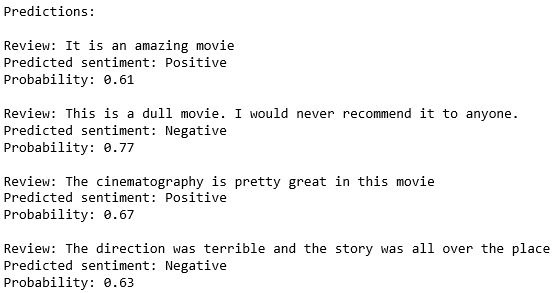 Predictions:
Review: It is an amazing movie
Predicted sentiment: Positive
Probability: 0.61
Review: This is a dull movie. I would never recommend it to anyone.
Predicted sentiment: Negative
Probability: 0.77
Review: The cinematography is pretty great in this movie
Predicted sentiment: Positive
Probability: 0.67
Review: The direction was terrible and the story was all over the place
Predicted sentiment: Negative
Probability: 0.63